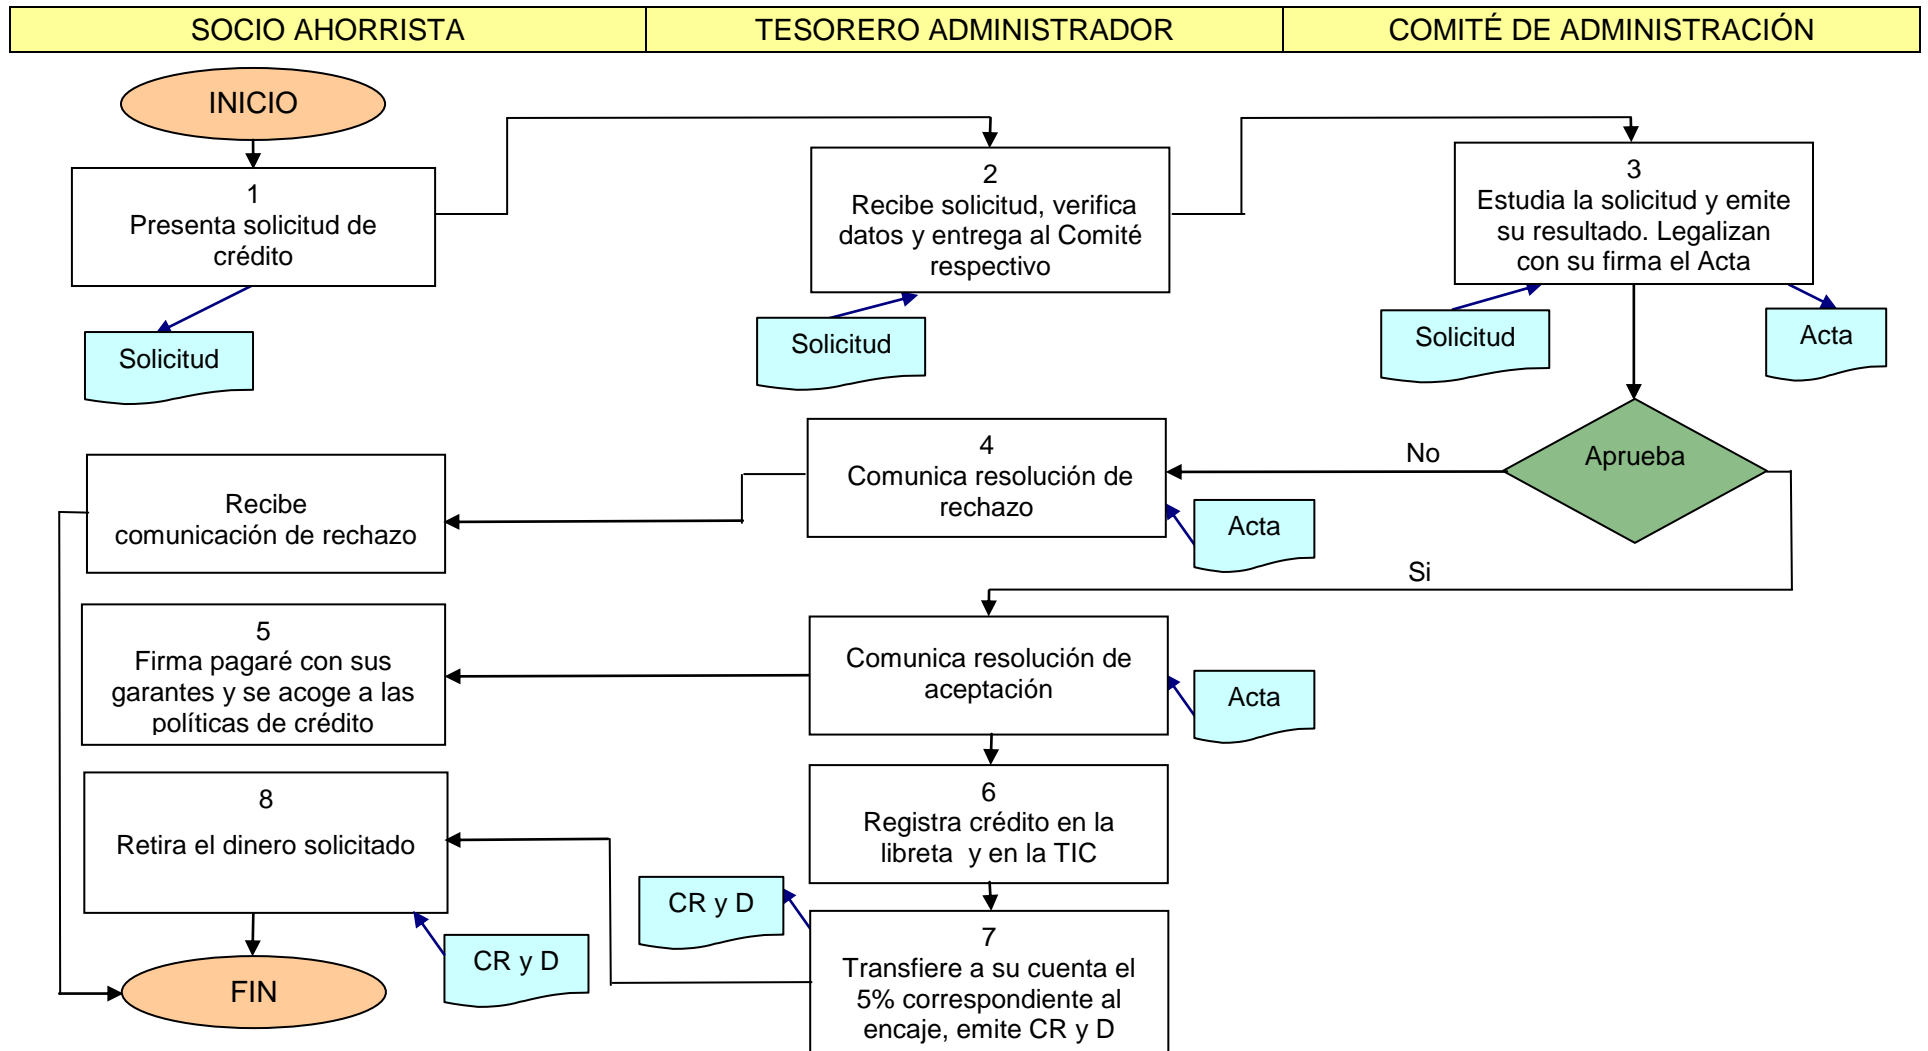 SOCIO AHORRISTA
TESORERO ADMINISTRADOR
COMITÉ DE ADMINISTRACIÓN
INICIO
1
Presenta solicitud de
crédito
Solicitud
2
Recibe solicitud, verifica
datos y entrega al Comité
respectivo
Solicitud
3
Estudia la solicitud y emite
su resultado. Legalizan
con su firma el Acta
Solicitud
Acta
Aprueba
No
4
Comunica resolución de
rechazo
Acta
Recibe
comunicación de rechazo
Si
Comunica resolución de
aceptación
Acta
5
Firma pagaré con sus
garantes y se acoge a las
políticas de crédito
6
Registra crédito en la
libreta y en la TIC
7
Transfiere a su cuenta el
5% correspondiente al
encaje, emite CR y D
CR y D
8
Retira el dinero solicitado
CR y D
FIN